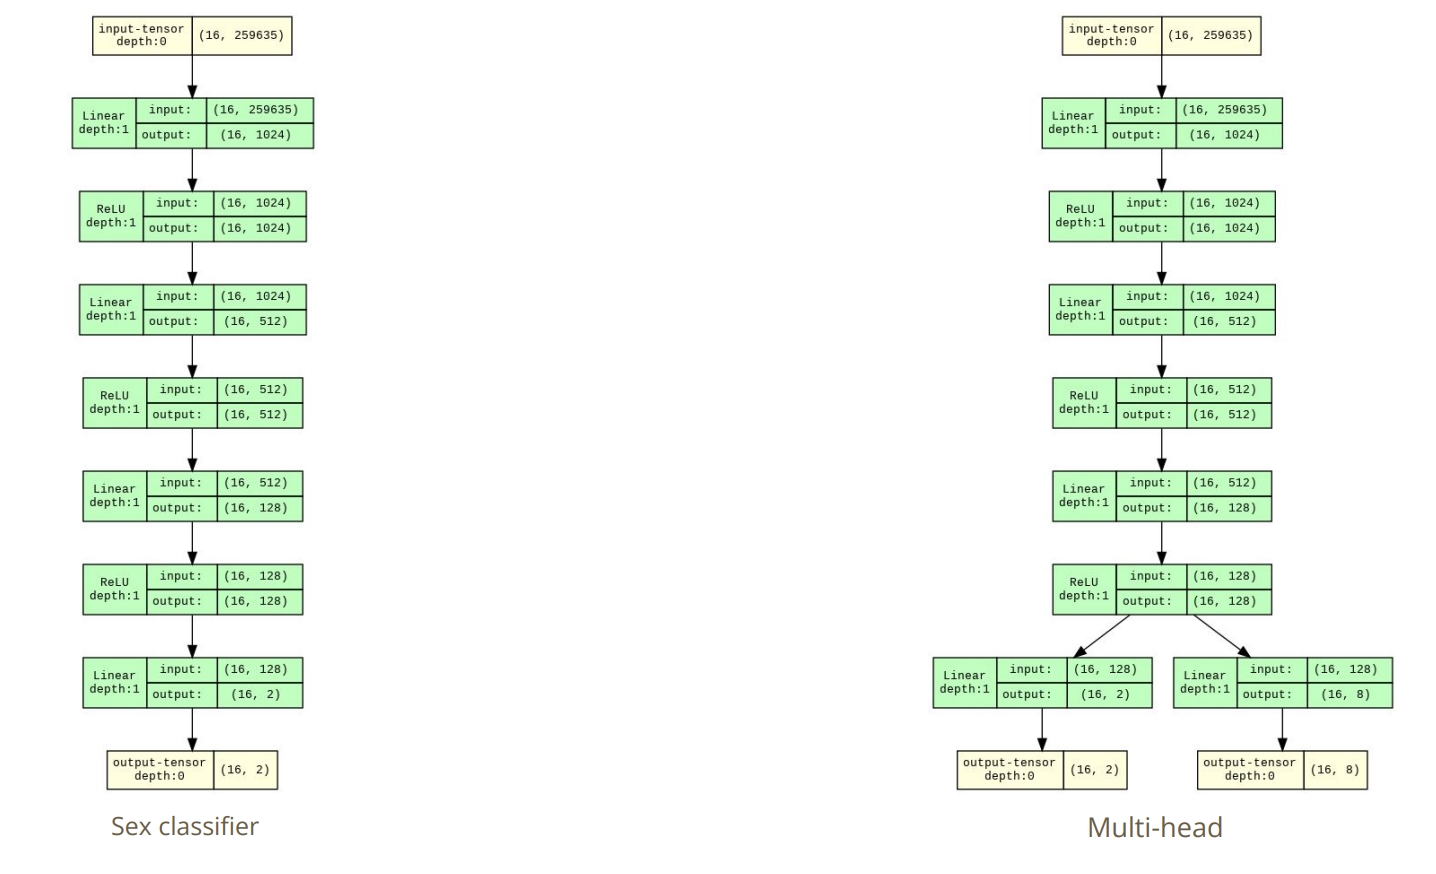 input-tensor
depth:0
(16, 259635)
Linear
depth:1
input:
(16, 259635)
output:
(16, 1024)
ReLU
depth:1
input:
(16, 1024)
output:
(16, 1024)
Linear
depth:1
input:
(16, 1024)
output:
(16, 512)
ReLU
depth:1
input:
(16, 512)
output:
(16, 512)
Linear
depth:1
input:
(16, 512)
output:
(16, 128)
ReLU
depth:1
input:
(16, 128)
output:
(16, 128)
Linear
depth:1
input:
(16, 128)
output:
(16, 2)
output-tensor
depth:0
(16, 2)
Sex classifier
input-tensor
depth:0
(16, 259635)
Linear
depth:1
input:
(16, 259635)
output:
(16, 1024)
ReLU
depth:1
input:
(16, 1024)
output:
(16, 1024)
Linear
depth:1
input:
(16, 1024)
output:
(16, 512)
ReLU
depth:1
input:
(16, 512)
output:
(16, 512)
Linear
depth:1
input:
(16, 512)
output:
(16, 128)
ReLU
depth:1
input:
(16, 128)
output:
(16, 128)
Linear
depth:1
input:
(16, 128)
output:
(16, 2)
Linear
depth:1
input:
(16, 128)
output:
(16, 8)
output-tensor
depth:0
(16, 2)
output-tensor
depth:0
(16, 8)
Multi-head